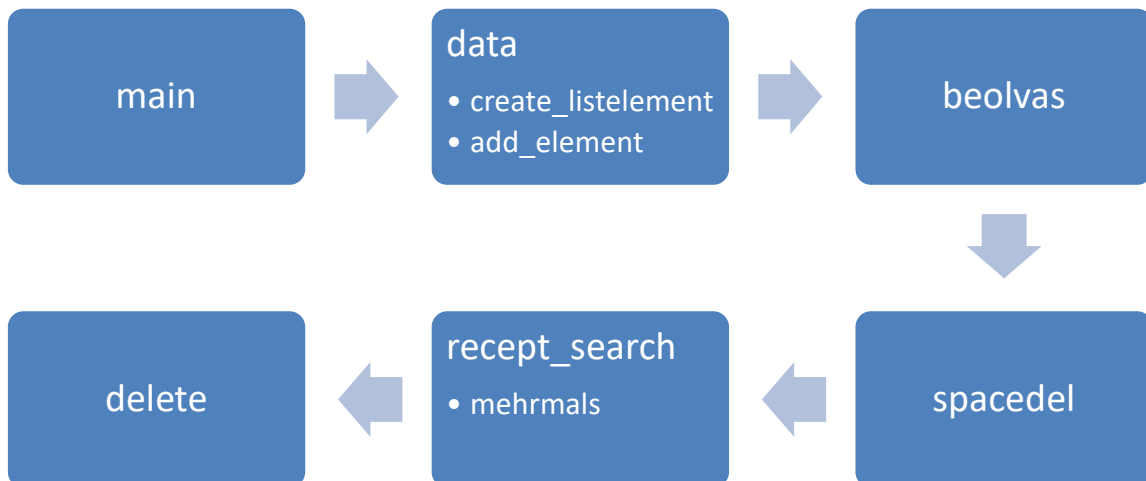 main
data
• create_listelement
• add_element
beolvas
spacedel
recept_search
• mehrmals
delete